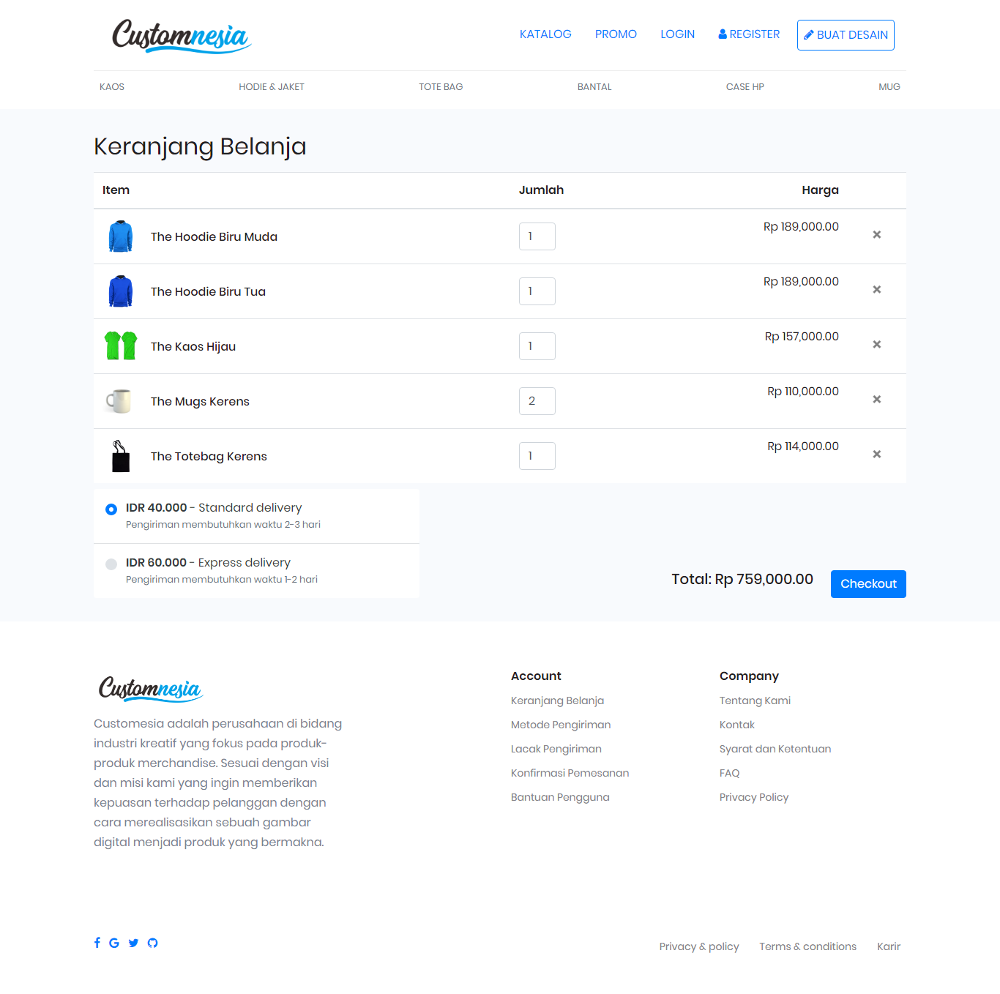 Customnesia
KATALOG PROMO LOGIN REGISTER BUAT DESAIN
KAOS HODIE & JAKET TOTE BAG BANTAL CASE HP MUG
Keranjang Belanja
Item Jumlah Harga
The Hoodie Biru Muda 1 Rp 189,000.00
The Hoodie Biru Tua 1 Rp 189,000.00
The Kaos Hijau 1 Rp 157,000.00
The Mugs Kerens 2 Rp 110,000.00
The Totebag Kerens 1 Rp 114,000.00
IDR 40.000 - Standard delivery
Pengiriman membutuhkan waktu 2-3 hari
IDR 60.000 - Express delivery
Pengiriman membutuhkan waktu 1-2 hari
Total: Rp 759,000.00 Checkout
Customnesia
Customesia adalah perusahaan di bidang
industri kreatif yang fokus pada produk-
produk merchandise. Sesuai dengan visi
dan misi kami yang ingin memberikan
kepuasan terhadap pelanggan dengan
cara merealisasikan sebuah gambar
digital menjadi produk yang bermakna.
Account
Keranjang Belanja
Metode Pengiriman
Lacak Pengiriman
Konfirmasi Pemesanan
Bantuan Pengguna
Company
Tentang Kami
Kontak
Syarat dan Ketentuan
FAQ
Privacy Policy
Privacy & policy Terms & conditions Karir